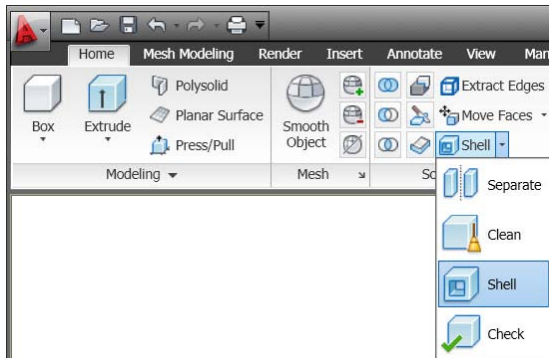 Home Mesh Modeling Render Insert Annotate View Man
Polysolid Extract Edges
Planar Surface Move Faces
Box Extrude Press/Pull Smooth Object Shell
Modeling Mesh So
Separate
Clean
Shell
Check